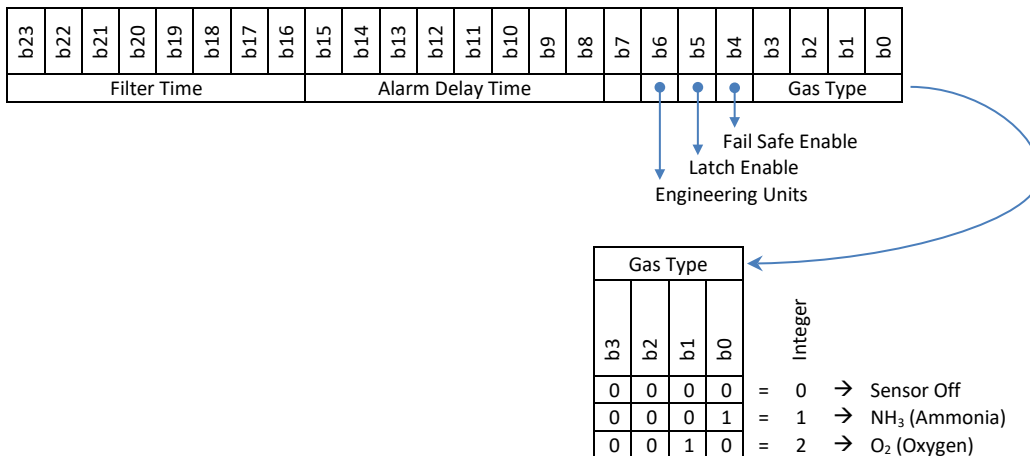 b23 b22 b21 b20 b19 b18 b17 b16 b15 b14 b13 b12 b11 b10 b9 b8 b7 b6 b5 b4 b3 b2 b1 b0
Filter Time Alarm Delay Time Gas Type
Fail Safe Enable
Latch Enable
Engineering Units
Gas Type
b3 b2 b1 b0 Integer
0 0 0 0 = 0 → Sensor Off
0 0 0 1 = 1 → NH₃ (Ammonia)
0 0 1 0 = 2 → O₂ (Oxygen)